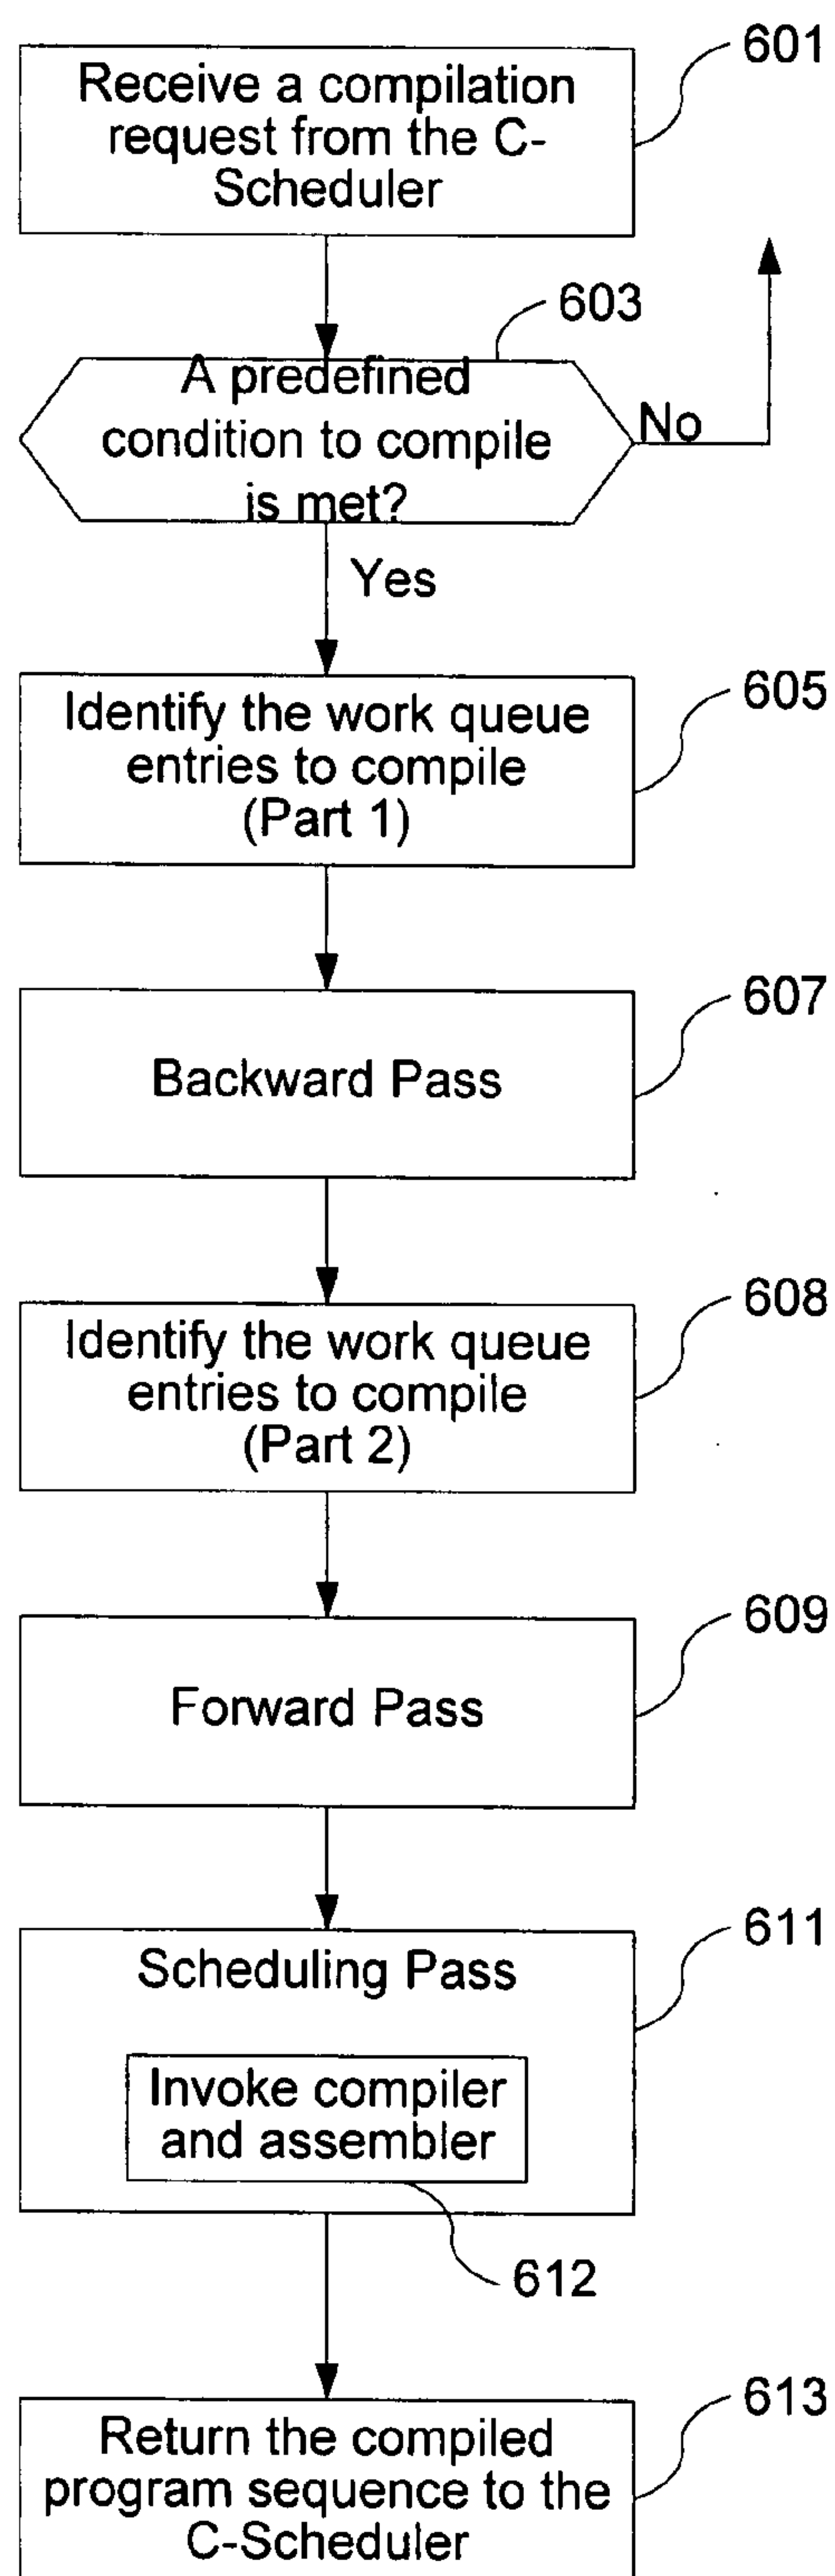 601
Receive a compilation
request from the C-
Scheduler
603
A predefined
condition to compile
is met?
No
Yes
605
Identify the work queue
entries to compile
(Part 1)
607
Backward Pass
608
Identify the work queue
entries to compile
(Part 2)
609
Forward Pass
611
Scheduling Pass
Invoke compiler
and assembler
612
613
Return the compiled
program sequence to the
C-Scheduler